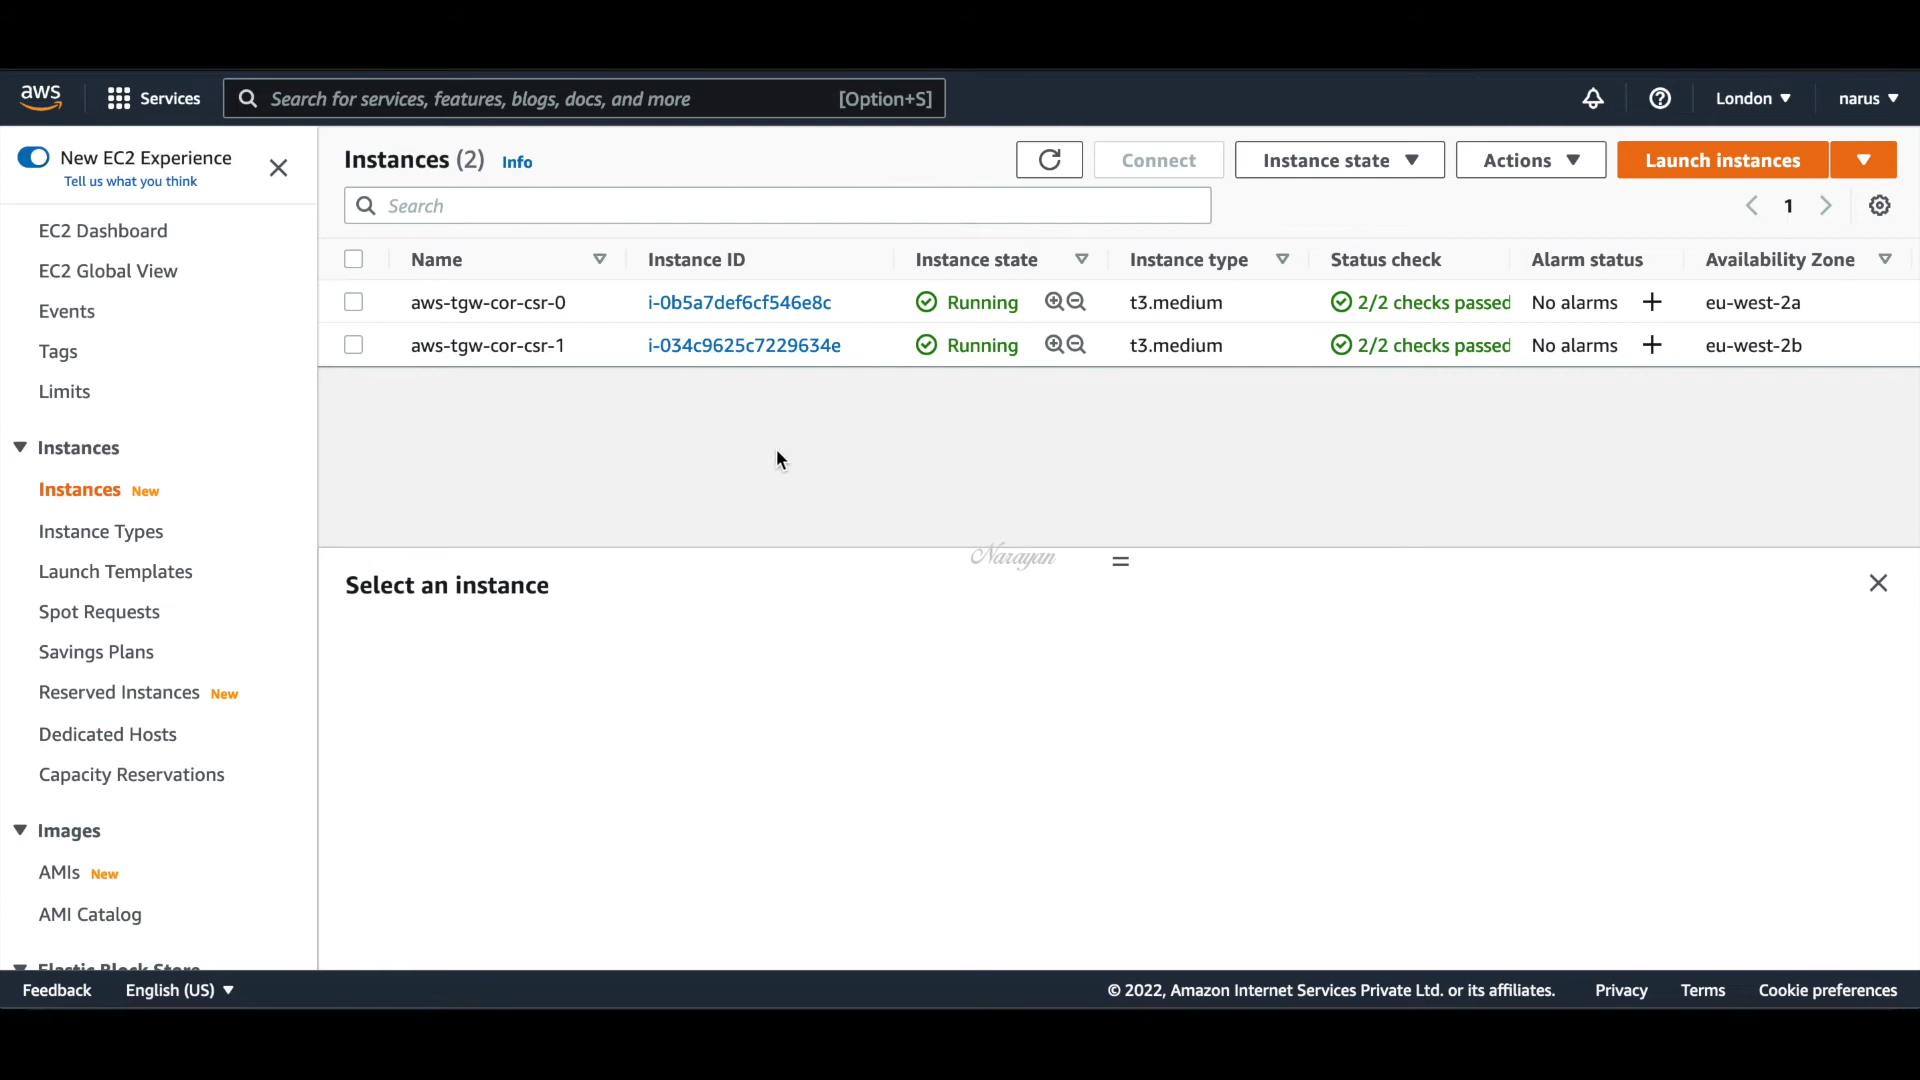 aws
Services
Search for services, features, blogs, docs, and more
[Option+S]
London
narus
New EC2 Experience
Tell us what you think
EC2 Dashboard
EC2 Global View
Events
Tags
Limits
Instances
Instances New
Instance Types
Launch Templates
Spot Requests
Savings Plans
Reserved Instances New
Dedicated Hosts
Capacity Reservations
Images
AMIs New
AMI Catalog
Elastic Block Store
Instances (2) Info
Connect
Instance state
Actions
Launch instances
Search
1
Name Instance ID Instance state Instance type Status check Alarm status Availability Zone
aws-tgw-cor-csr-0 i-0b5a7def6cf546e8c Running t3.medium 2/2 checks passed No alarms + eu-west-2a
aws-tgw-cor-csr-1 i-034c9625c7229634e Running t3.medium 2/2 checks passed No alarms + eu-west-2b
Narayan
Select an instance
Feedback English (US) © 2022, Amazon Internet Services Private Ltd. or its affiliates. Privacy Terms Cookie preferences